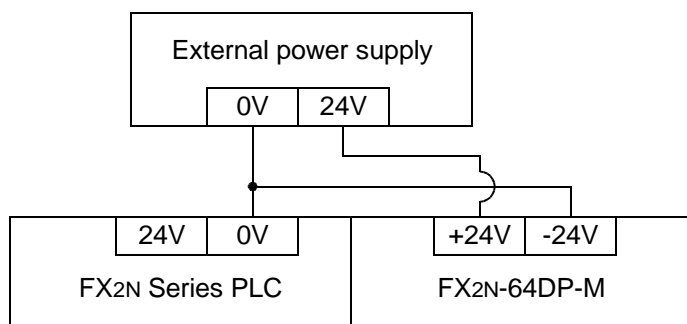 External power supply
0V 24V
24V 0V +24V -24V
FX2N Series PLC FX2N-64DP-M